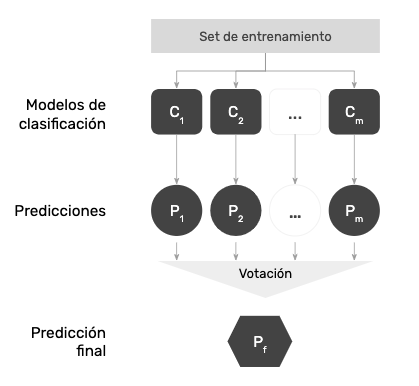 Set de entrenamiento
Modelos de
clasificación
C1
C2
...
Cm
Predicciones
P1
P2
...
Pm
Votación
Predicción
final
Pf